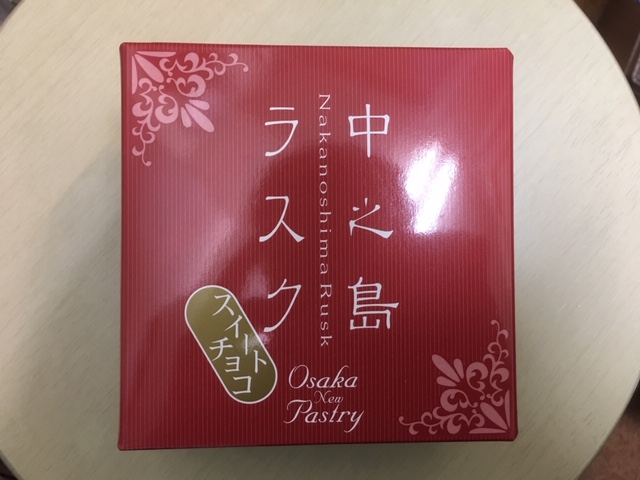 中之島
Nakanoshima Rusk
ラスク
スイート
チョコ
Osaka
New
Pastry